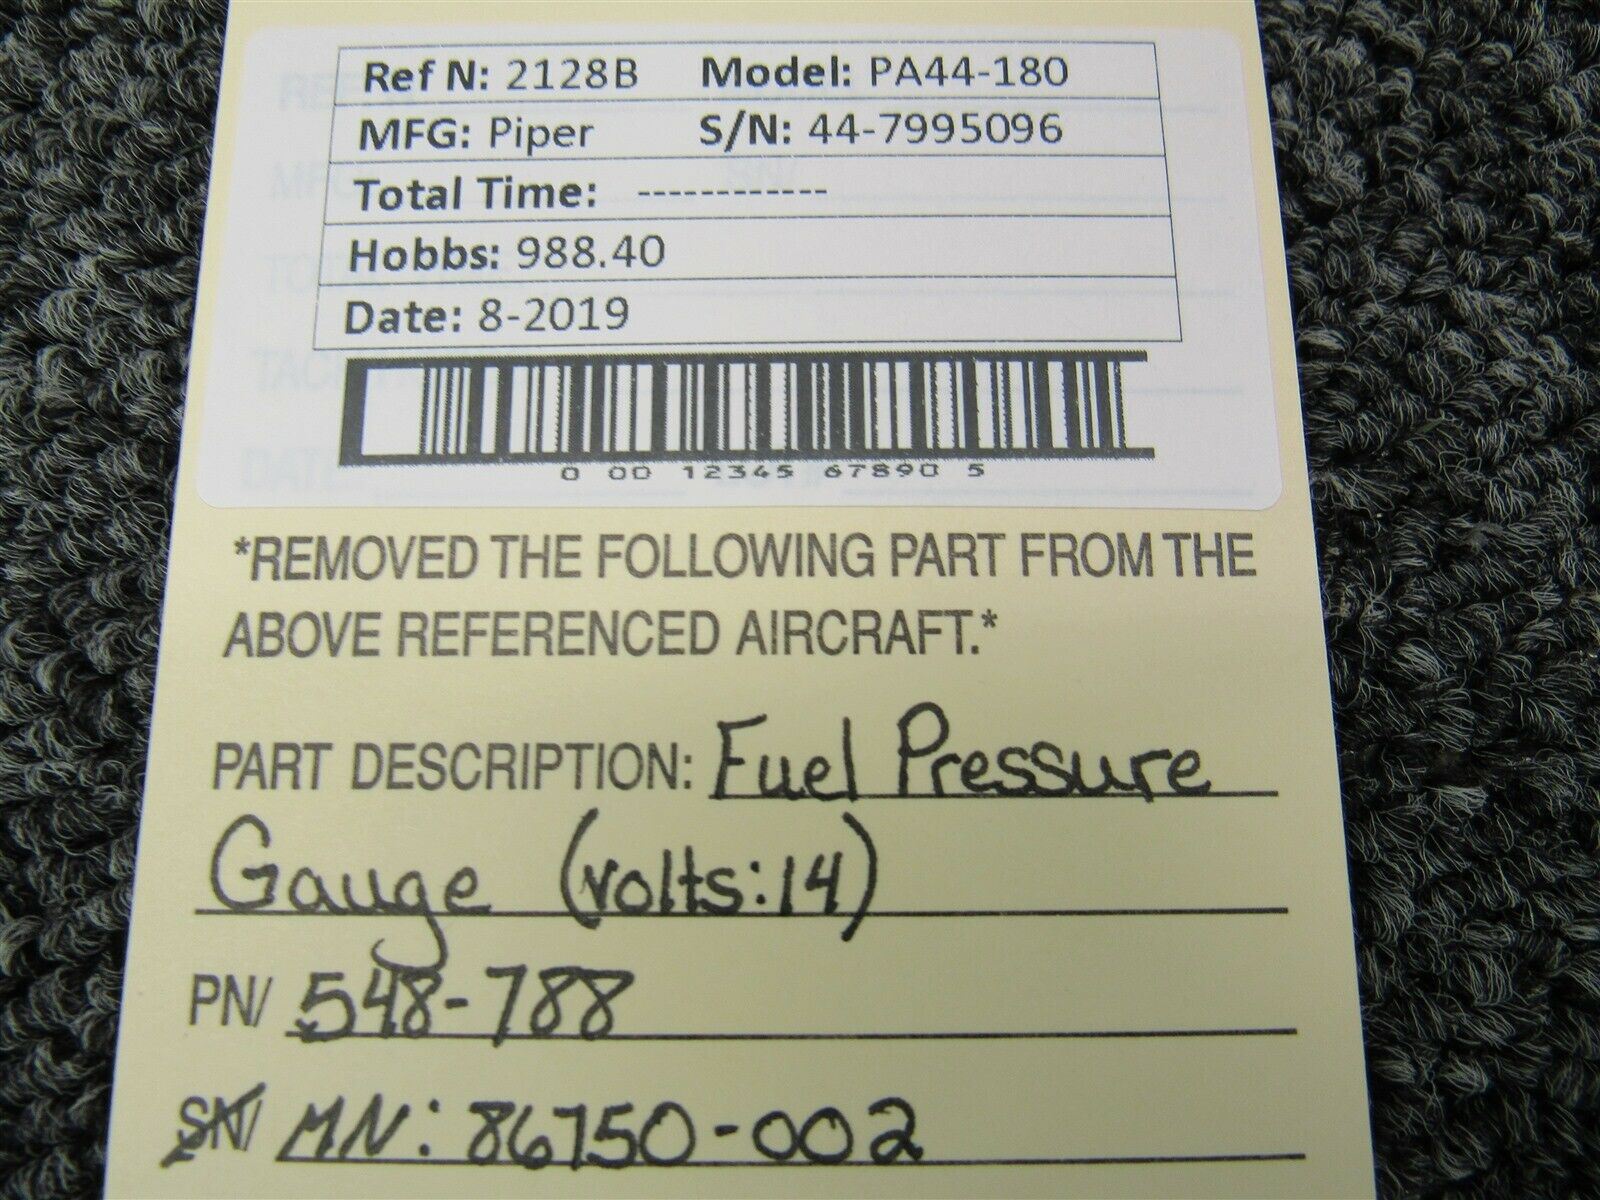 Ref N: 2128B Model: PA44-180
MFG: Piper S/N: 44-7995096
Total Time: ------------
Hobbs: 988.40
Date: 8-2019
0 00 12345 67890 5
*REMOVED THE FOLLOWING PART FROM THE
ABOVE REFERENCED AIRCRAFT.*
PART DESCRIPTION: Fuel Pressure
Gauge (volts:14)
PN/ 548-788
SN/ MN: 86750-002